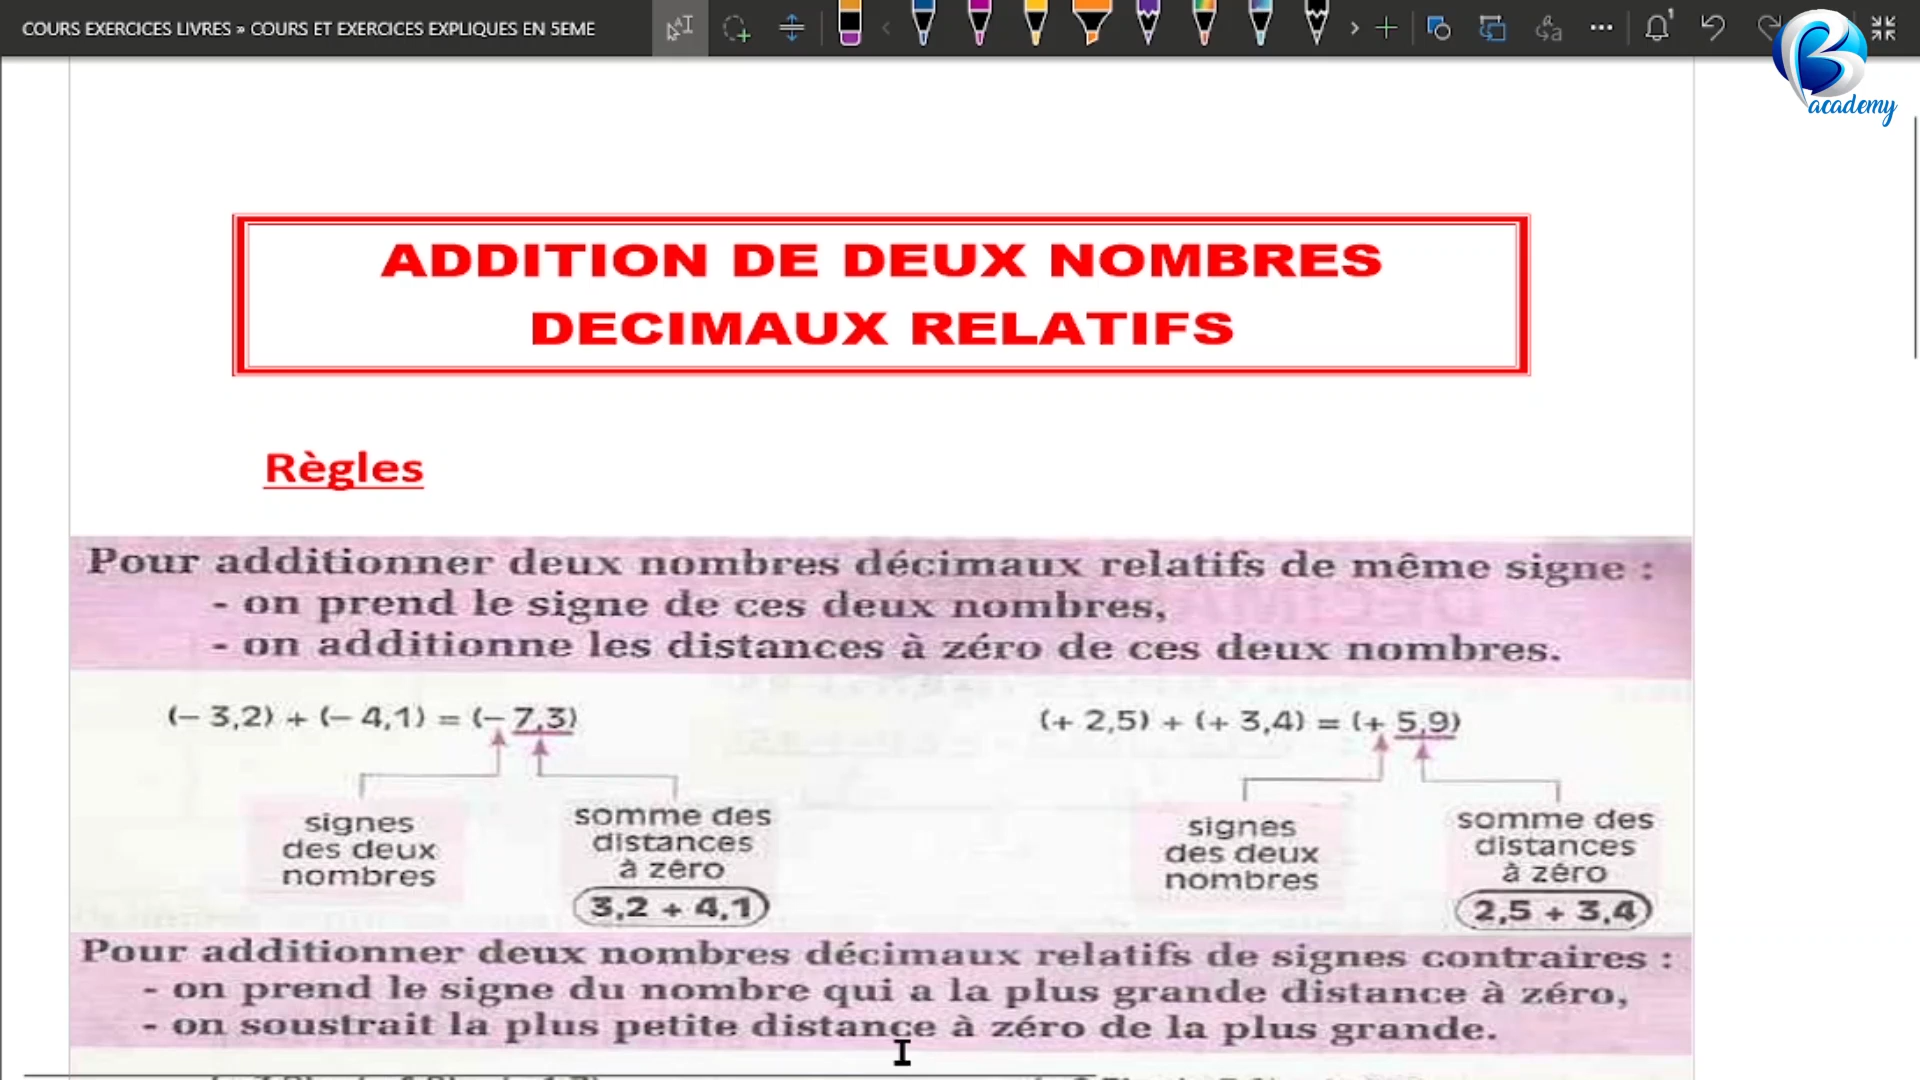 COURS EXERCICES LIVRES » COURS ET EXERCICES EXPLIQUES EN 5EME
B
academy
ADDITION DE DEUX NOMBRES
DECIMAUX RELATIFS
Règles
Pour additionner deux nombres décimaux relatifs de même signe :
- on prend le signe de ces deux nombres,
- on additionne les distances à zéro de ces deux nombres.
(– 3,2) + (– 4,1) = (– 7,3)
signes
des deux
nombres
somme des
distances
à zéro
3,2 + 4,1
(+ 2,5) + (+ 3,4) = (+ 5,9)
signes
des deux
nombres
somme des
distances
à zéro
2,5 + 3,4
Pour additionner deux nombres décimaux relatifs de signes contraires :
- on prend le signe du nombre qui a la plus grande distance à zéro,
- on soustrait la plus petite distance à zéro de la plus grande.